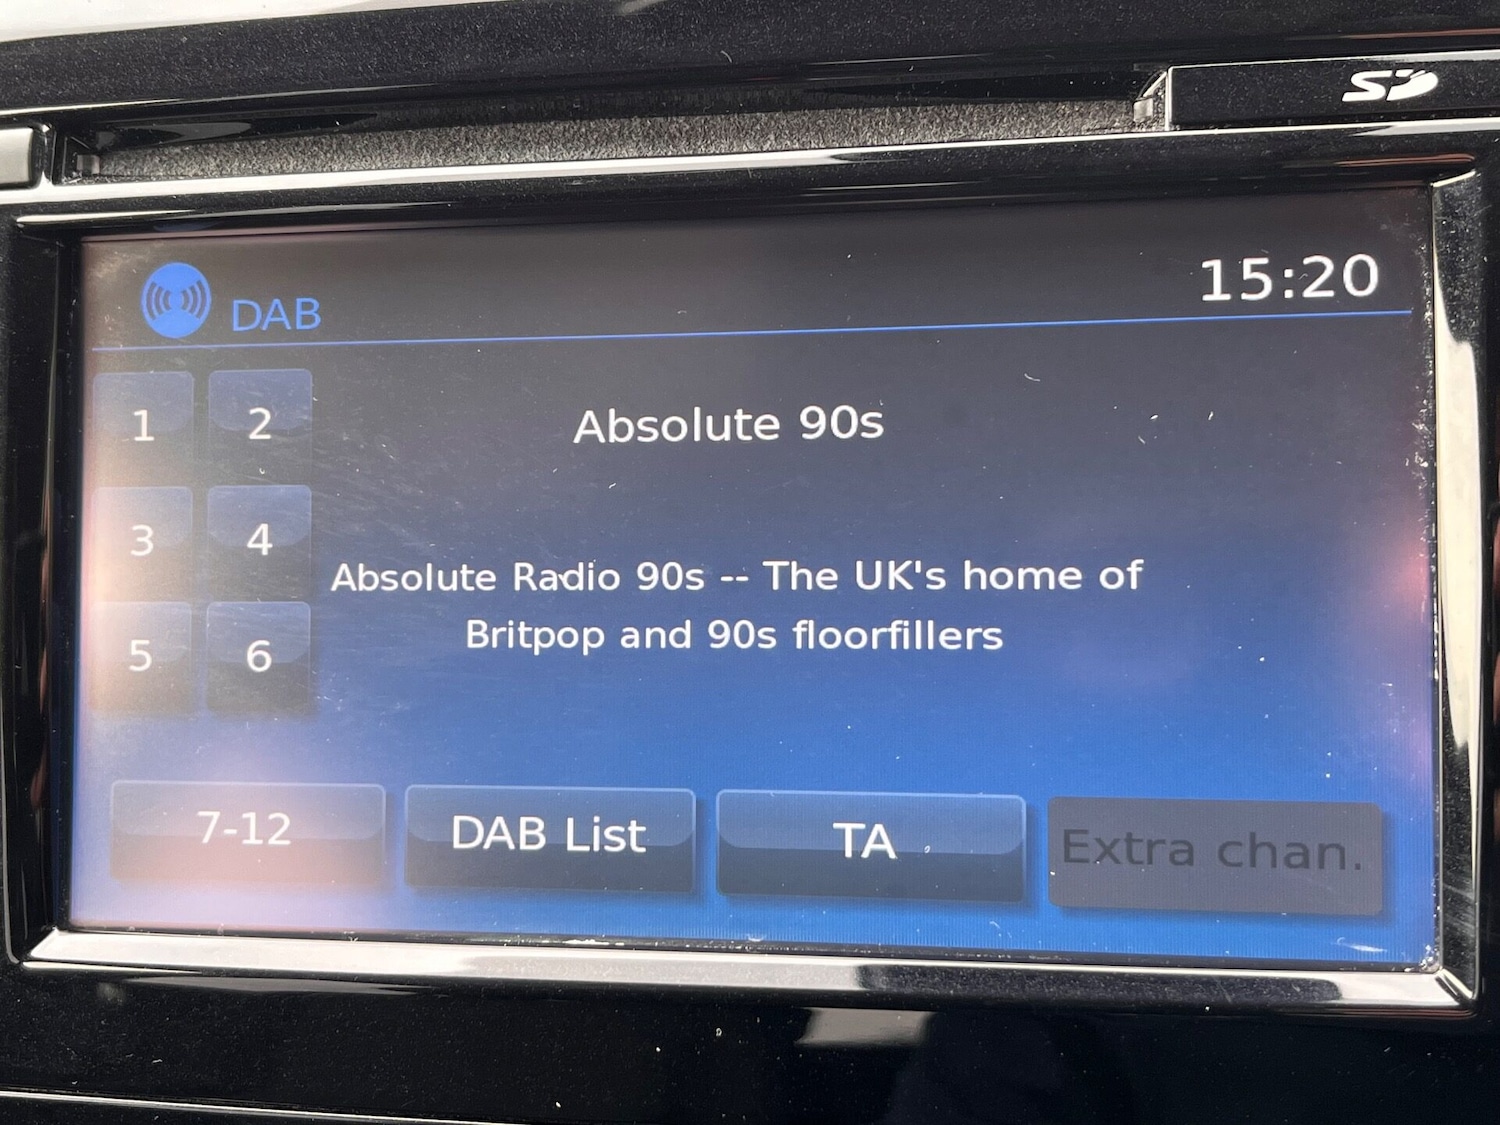 SD
DAB
15:20
1 2
Absolute 90s
3 4
Absolute Radio 90s -- The UK's home of
Britpop and 90s floorfillers
5 6
7-12 DAB List TA Extra chan.